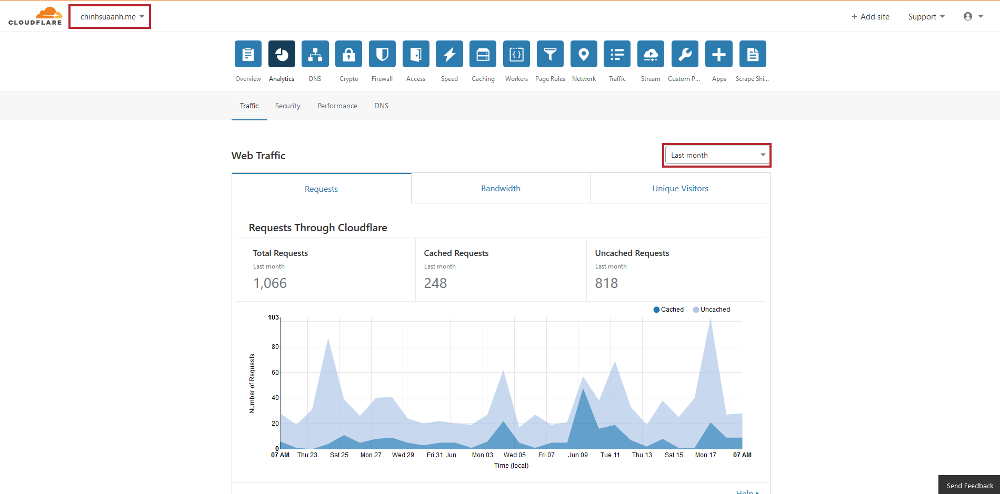 CLOUDFLARE
chinhsuaanh.me
+ Add site
Support
Overview
Analytics
DNS
Crypto
Firewall
Access
Speed
Caching
Workers
Page Rules
Network
Traffic
Stream
Custom P...
Apps
Scrape Shi...
Traffic
Security
Performance
DNS
Web Traffic
Last month
Requests
Bandwidth
Unique Visitors
Requests Through Cloudflare
Total Requests
Last month
1,066
Cached Requests
Last month
248
Uncached Requests
Last month
818
Cached
Uncached
Number of Requests
103
80
60
40
20
0
07 AM
Thu 23
Sat 25
Mon 27
Wed 29
Fri 31
Jun
Mon 03
Wed 05
Fri 07
Jun 09
Tue 11
Thu 13
Sat 15
Mon 17
07 AM
Time (local)
Help
Send Feedback